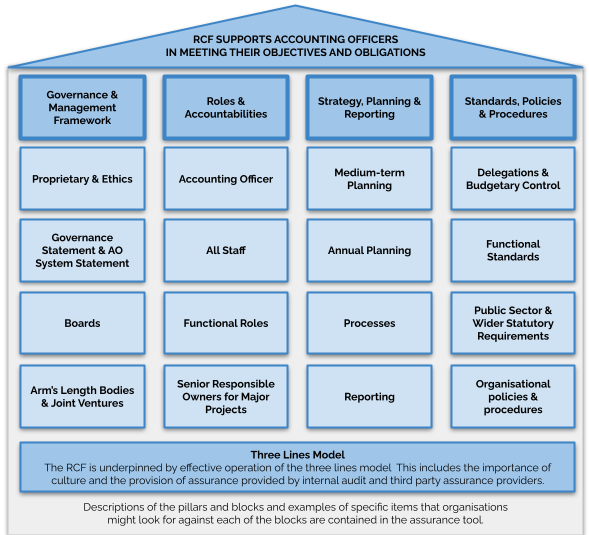 RCF SUPPORTS ACCOUNTING OFFICERS
IN MEETING THEIR OBJECTIVES AND OBLIGATIONS
Governance &
Management
Framework
Roles &
Accountabilities
Strategy, Planning &
Reporting
Standards, Policies
& Procedures
Proprietary & Ethics
Accounting Officer
Medium-term
Planning
Delegations &
Budgetary Control
Governance
Statement & AO
System Statement
All Staff
Annual Planning
Functional
Standards
Boards
Functional Roles
Processes
Public Sector &
Wider Statutory
Requirements
Arm's Length Bodies
& Joint Ventures
Senior Responsible
Owners for Major
Projects
Reporting
Organisational
policies &
procedures
Three Lines Model
The RCF is underpinned by effective operation of the three lines model This includes the importance of
culture and the provision of assurance provided by internal audit and third party assurance providers.
Descriptions of the pillars and blocks and examples of specific items that organisations
might look for against each of the blocks are contained in the assurance tool.